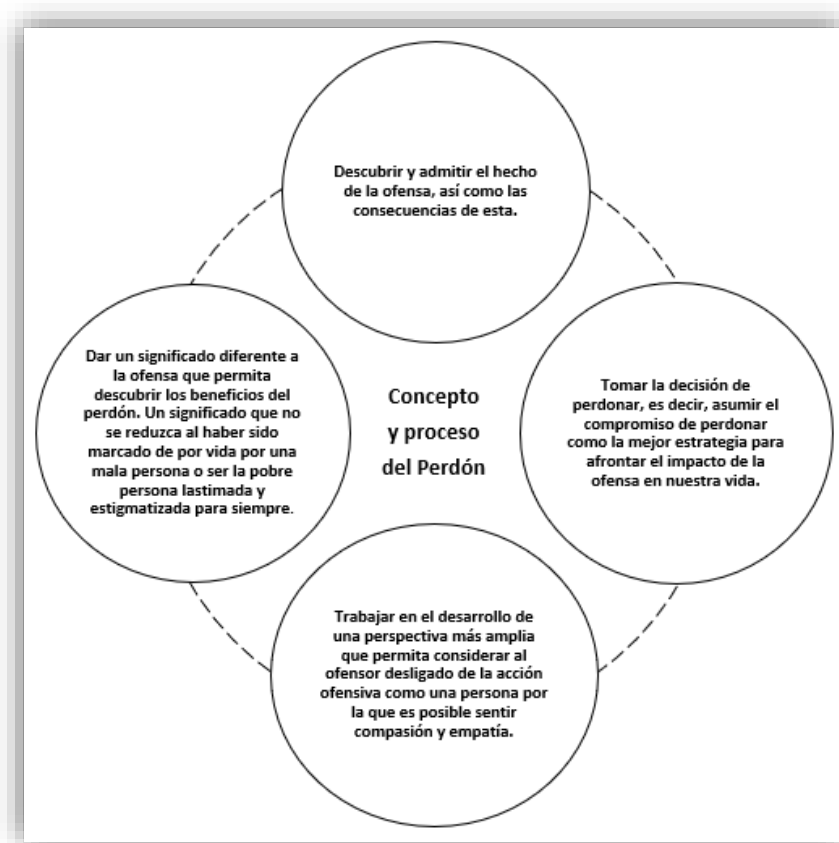 Descubrir y admitir el hecho
de la ofensa, así como las
consecuencias de esta.
Tomar la decisión de
perdonar, es decir, asumir el
compromiso de perdonar
como la mejor estrategia para
afrontar el impacto de la
ofensa en nuestra vida.
Trabajar en el desarrollo de
una perspectiva más amplia
que permita considerar al
ofensor desligado de la acción
ofensiva como una persona por
la que es posible sentir
compasión y empatía.
Dar un significado diferente a
la ofensa que permita
descubrir los beneficios del
perdón. Un significado que no
se reduzca al haber sido
marcado de por vida por una
mala persona o ser la pobre
persona lastimada y
estigmatizada para siempre.
Concepto
y proceso
del Perdón